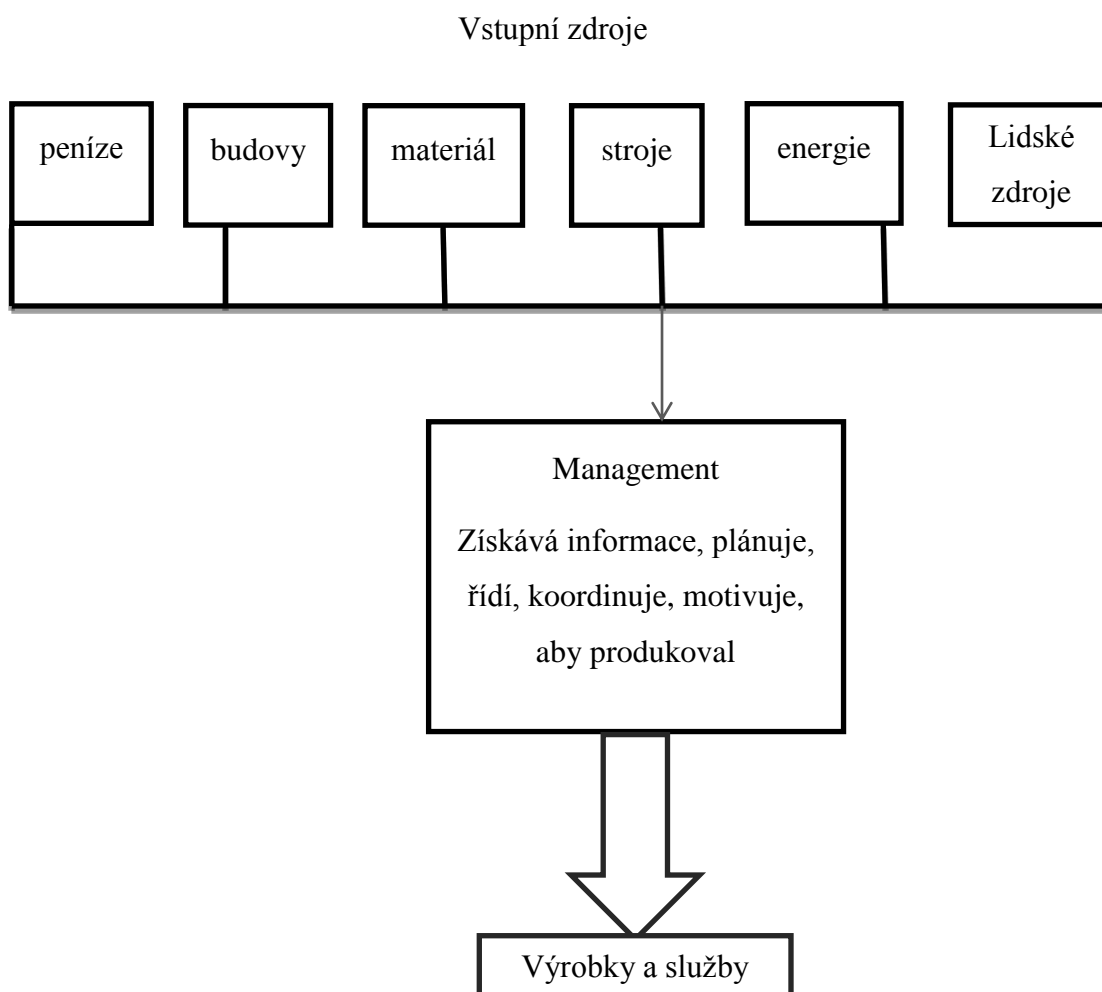 Vstupní zdroje
peníze
budovy
materiál
stroje
energie
Lidské
zdroje
Management
Získává informace, plánuje,
řídí, koordinuje, motivuje,
aby produkoval
Výrobky a služby